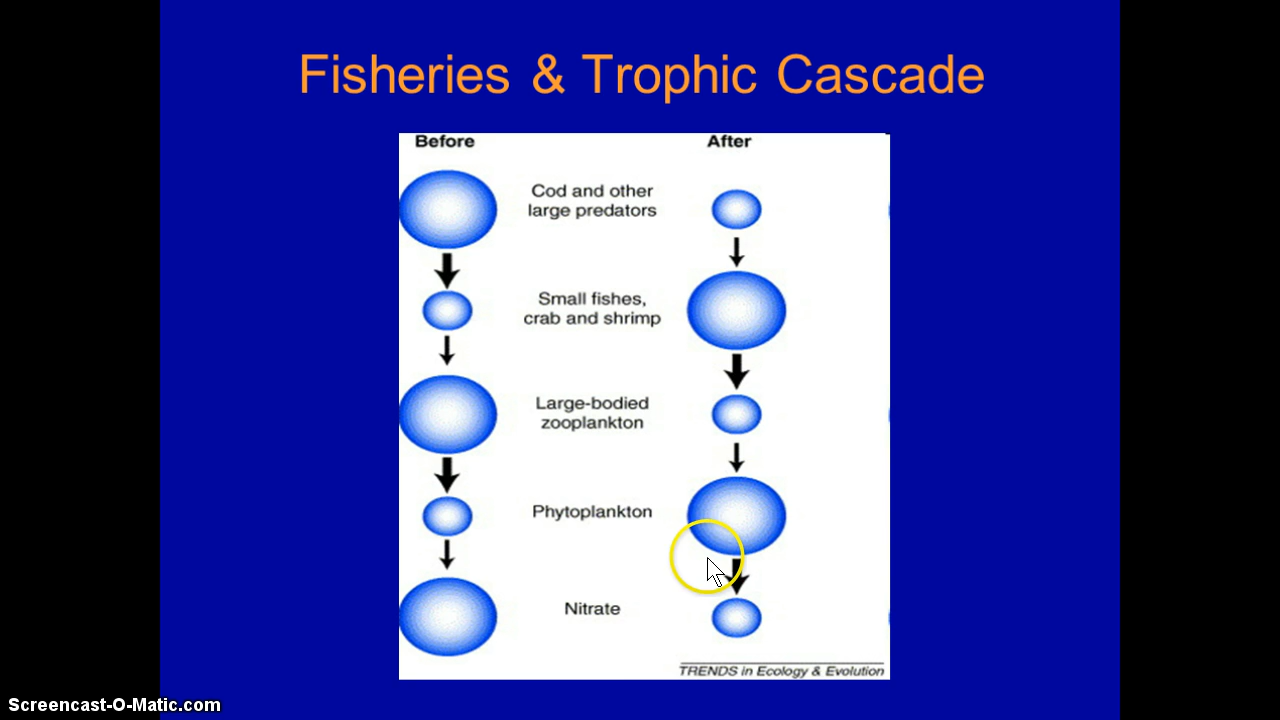 Fisheries & Trophic Cascade
Before
After
Cod and other
large predators
Small fishes,
crab and shrimp
Large-bodied
zooplankton
Phytoplankton
Nitrate
TRENDS in Ecology & Evolution
Screencast-O-Matic.com